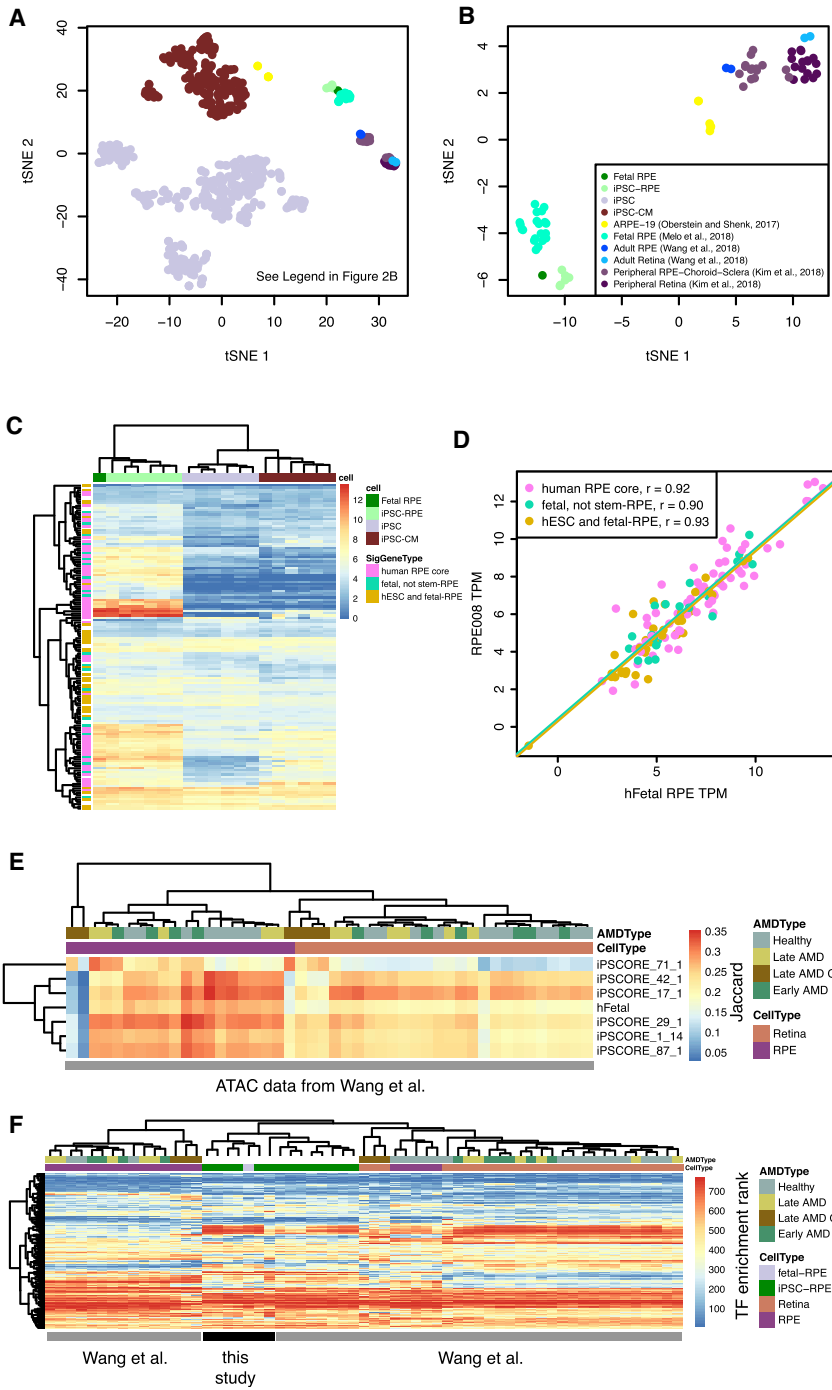 A
40
20
0
−20
−40
tSNE 2
See Legend in Figure 2B
−20
−10
0
10
20
30
tSNE 1
B
4
2
0
−2
−4
−6
tSNE 2
Fetal RPE
iPSC−RPE
iPSC
iPSC−CM
ARPE−19 (Oberstein and Shenk, 2017)
Fetal RPE (Melo et al., 2018)
Adult RPE (Wang et al., 2018)
Adult Retina (Wang et al., 2018)
Peripheral RPE−Choroid−Sclera (Kim et al., 2018)
Peripheral Retina (Kim et al., 2018)
−10
−5
0
5
10
tSNE 1
C
cell
12
10
8
6
4
2
0
cell
Fetal RPE
iPSC−RPE
iPSC
iPSC−CM
SigGeneType
human RPE core
fetal, not stem−RPE
hESC and fetal−RPE
D
human RPE core, r = 0.92
fetal, not stem−RPE, r = 0.90
hESC and fetal−RPE, r = 0.93
12
10
8
6
4
2
0
RPE008 TPM
0
5
10
hFetal RPE TPM
E
AMDType
CellType
iPSCORE_71_1
iPSCORE_42_1
iPSCORE_17_1
hFetal
iPSCORE_29_1
iPSCORE_1_14
iPSCORE_87_1
0.35
0.3
0.25
0.2
0.15
0.1
0.05
Jaccard
AMDType
Healthy
Late AMD
Late AMD C
Early AMD
CellType
Retina
RPE
ATAC data from Wang et al.
F
AMDType
CellType
700
600
500
400
300
200
100
TF enrichment rank
AMDType
Healthy
Late AMD
Late AMD C
Early AMD
CellType
fetal−RPE
iPSC−RPE
Retina
RPE
Wang et al.
this
study
Wang et al.